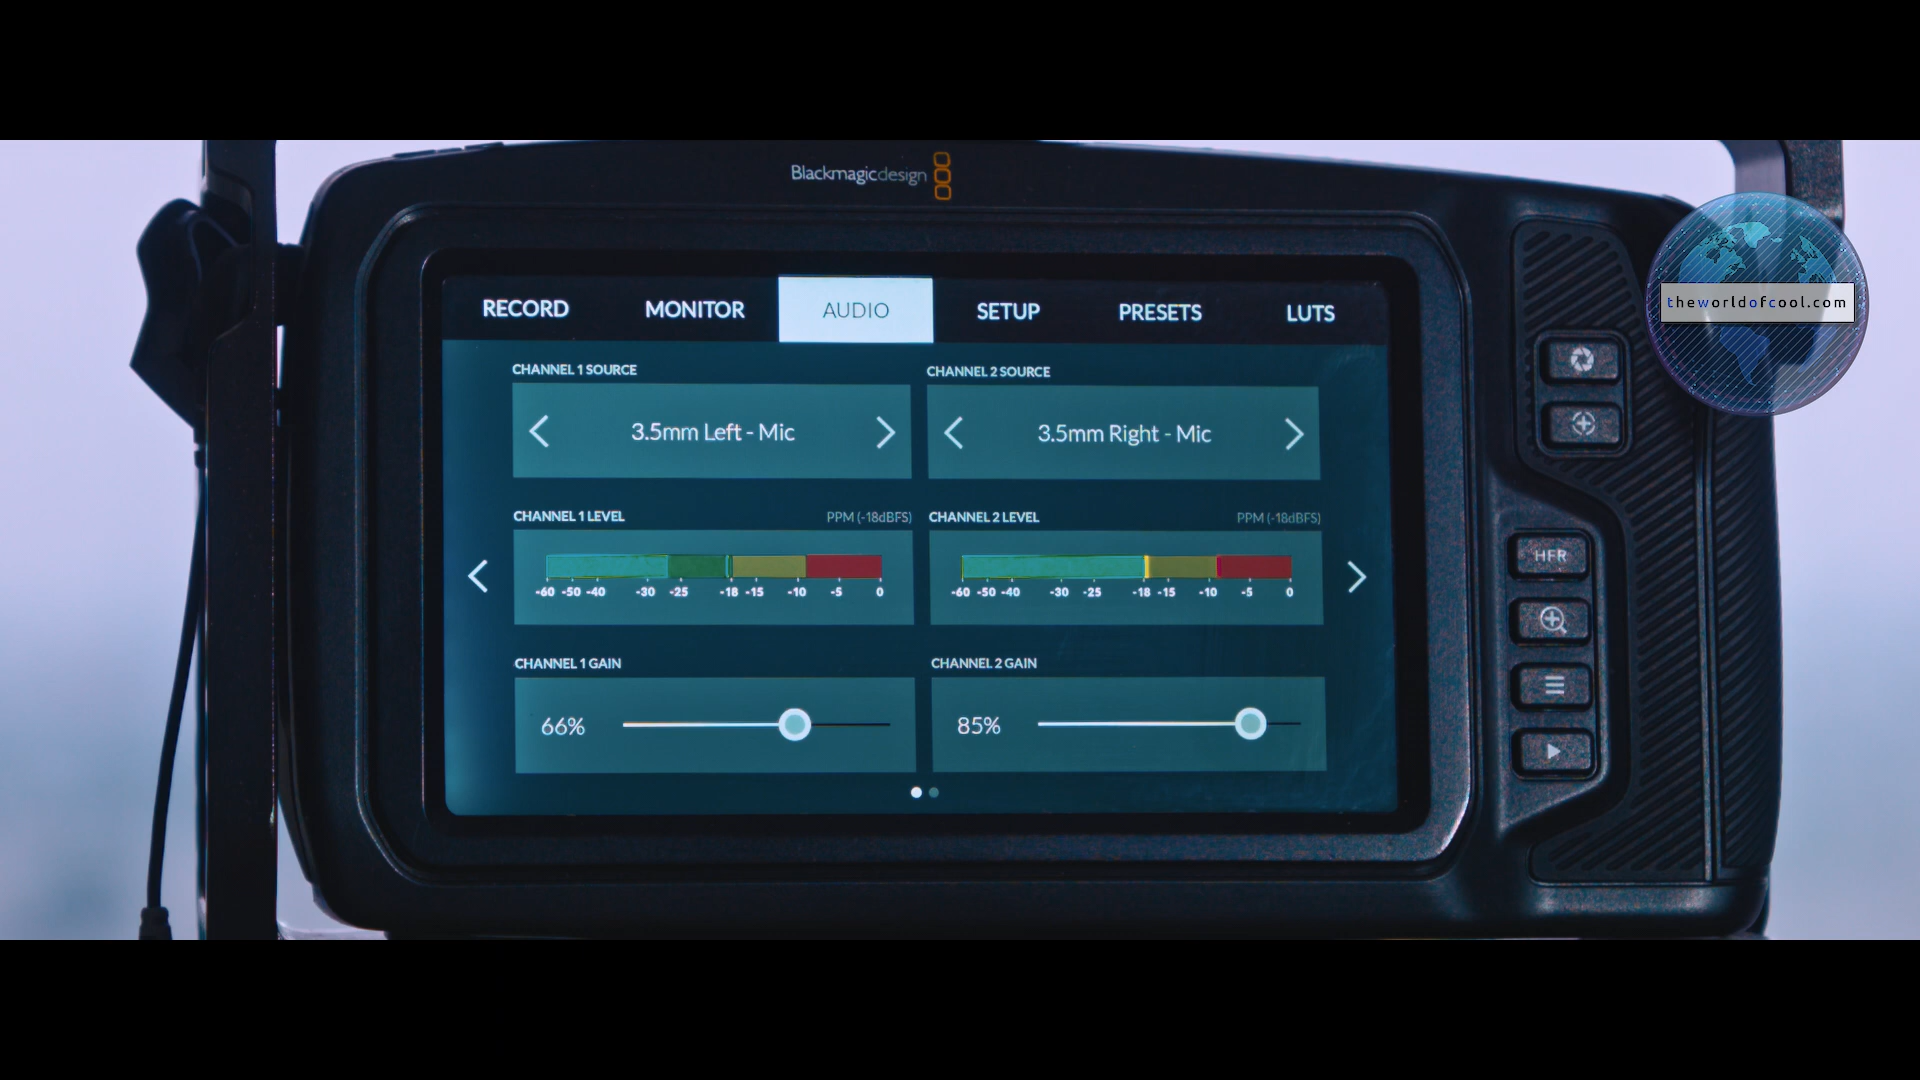 Blackmagicdesign
RECORD MONITOR AUDIO SETUP PRESETS LUTS
theworldofcool.com
CHANNEL 1 SOURCE CHANNEL 2 SOURCE
3.5mm Left - Mic 3.5mm Right - Mic
CHANNEL 1 LEVEL PPM (-18dBFS) CHANNEL 2 LEVEL PPM (-18dBFS)
HFR
-60 -50 -40 -30 -25 -18 -15 -10 -5 0 -60 -50 -40 -30 -25 -18 -15 -10 -5 0
CHANNEL 1 GAIN CHANNEL 2 GAIN
66% 85%